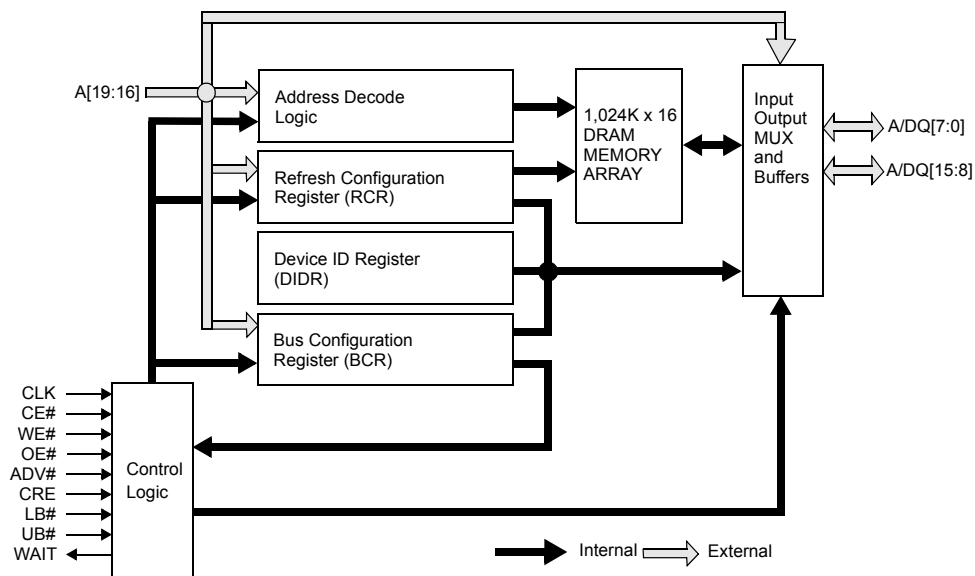 A[19:16]
Address Decode
Logic
1,024K x 16
DRAM
MEMORY
ARRAY
Input
Output
MUX
and
Buffers
A/DQ[7:0]
A/DQ[15:8]
Refresh Configuration
Register (RCR)
Device ID Register
(DIDR)
Bus Configuration
Register (BCR)
CLK
CE#
WE#
OE#
ADV#
CRE
LB#
UB#
WAIT
Control
Logic
Internal
External